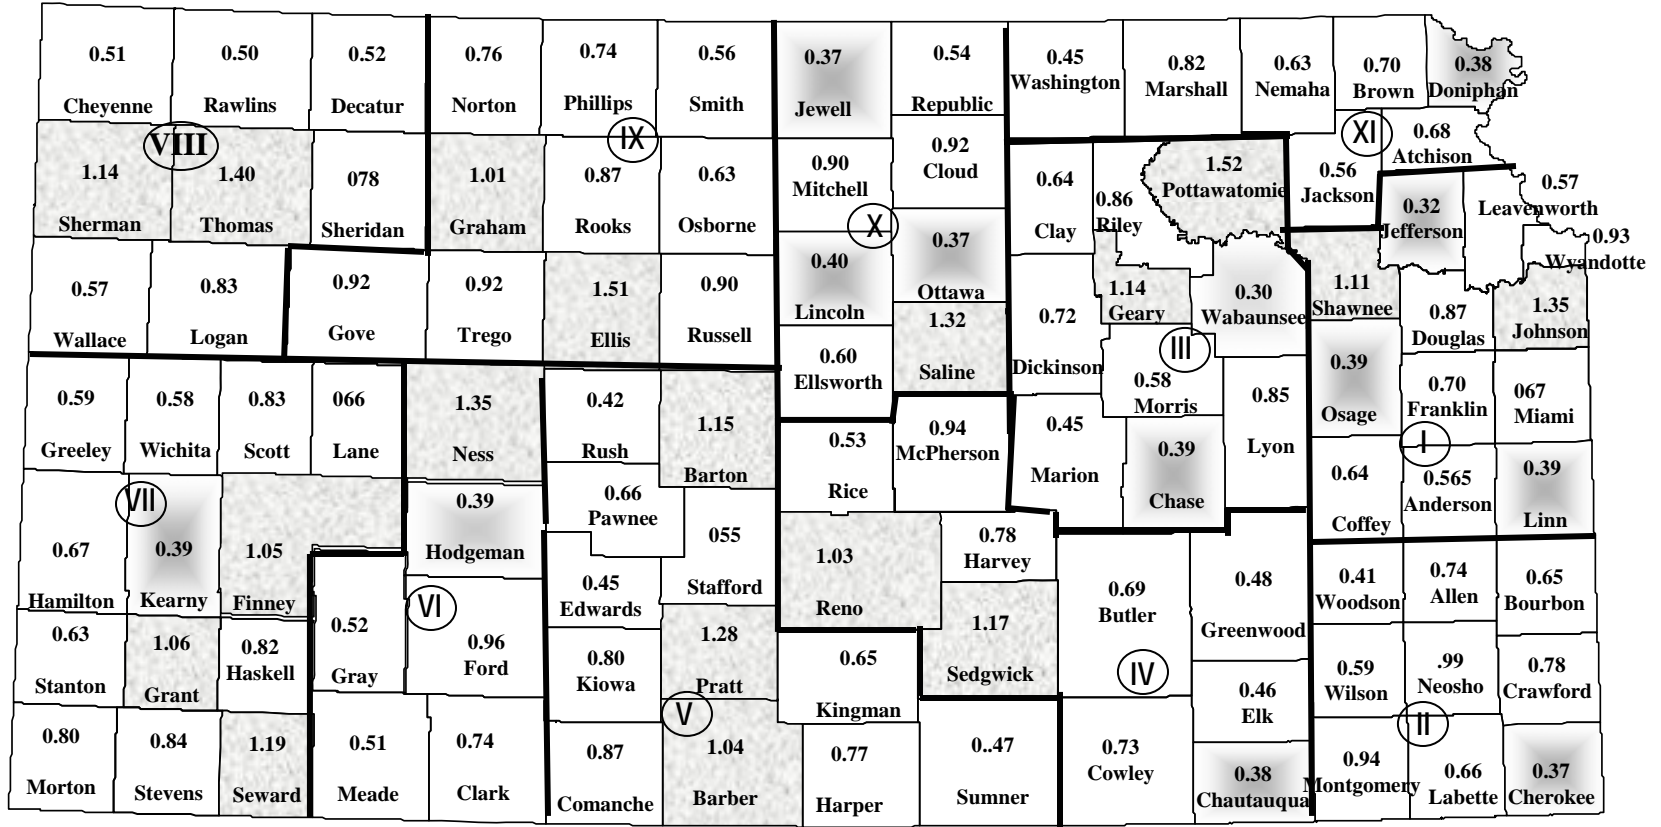 0.51
Cheyenne
0.50
Rawlins
0.52
Decatur
0.76
Norton
0.74
Phillips
0.56
Smith
0.37
Jewell
0.54
Republic
0.45
Washington
0.82
Marshall
0.63
Nemaha
0.70
Brown
0.38
Doniphan
VIII
IX
XI
1.14
Sherman
1.40
Thomas
078
Sheridan
1.01
Graham
0.87
Rooks
0.63
Osborne
0.90
Mitchell
0.92
Cloud
0.64
Clay
0.86
Riley
1.52
Pottawatomie
0.56
Jackson
0.68
Atchison
0.32
Jefferson
0.57
Leavenworth
0.93
Wyandotte
X
0.57
Wallace
0.83
Logan
0.92
Gove
0.92
Trego
1.51
Ellis
0.90
Russell
0.40
Lincoln
0.37
Ottawa
1.32
Saline
0.60
Ellsworth
0.72
Dickinson
1.14
Geary
0.30
Wabaunsee
1.11
Shawnee
0.87
Douglas
1.35
Johnson
III
0.58
Morris
0.85
Lyon
0.39
Osage
0.70
Franklin
067
Miami
0.59
Greeley
0.58
Wichita
0.83
Scott
066
Lane
1.35
Ness
0.42
Rush
1.15
Barton
0.53
Rice
0.94
McPherson
0.45
Marion
0.39
Chase
I
0.64
Coffey
0.565
Anderson
0.39
Linn
VII
0.67
Hamilton
0.39
Kearny
1.05
Finney
0.39
Hodgeman
0.66
Pawnee
055
Stafford
0.45
Edwards
1.03
Reno
0.78
Harvey
0.69
Butler
0.48
Greenwood
0.41
Woodson
0.74
Allen
0.65
Bourbon
VI
0.63
Stanton
1.06
Grant
0.82
Haskell
0.52
Gray
0.96
Ford
0.80
Kiowa
1.28
Pratt
0.65
Kingman
1.17
Sedgwick
IV
0.46
Elk
0.59
Wilson
.99
Neosho
0.78
Crawford
V
II
0.80
Morton
0.84
Stevens
1.19
Seward
0.51
Meade
0.74
Clark
0.87
Comanche
1.04
Barber
0.77
Harper
0..47
Sumner
0.73
Cowley
0.38
Chautauqua
0.94
Montgomery
0.66
Labette
0.37
Cherokee